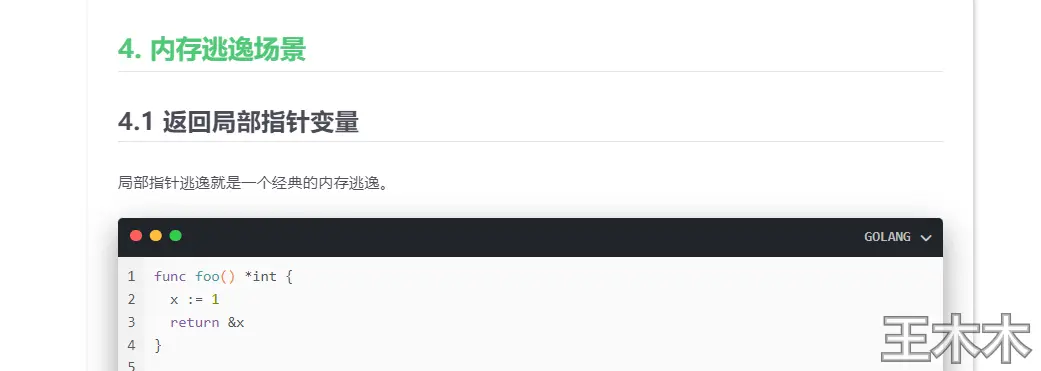 4. 内存逃逸场景
4.1 返回局部指针变量
局部指针逃逸就是一个经典的内存逃逸。
GOLANG
1 func foo() *int {
2 x := 1
3 return &x
4 }
5
王木木